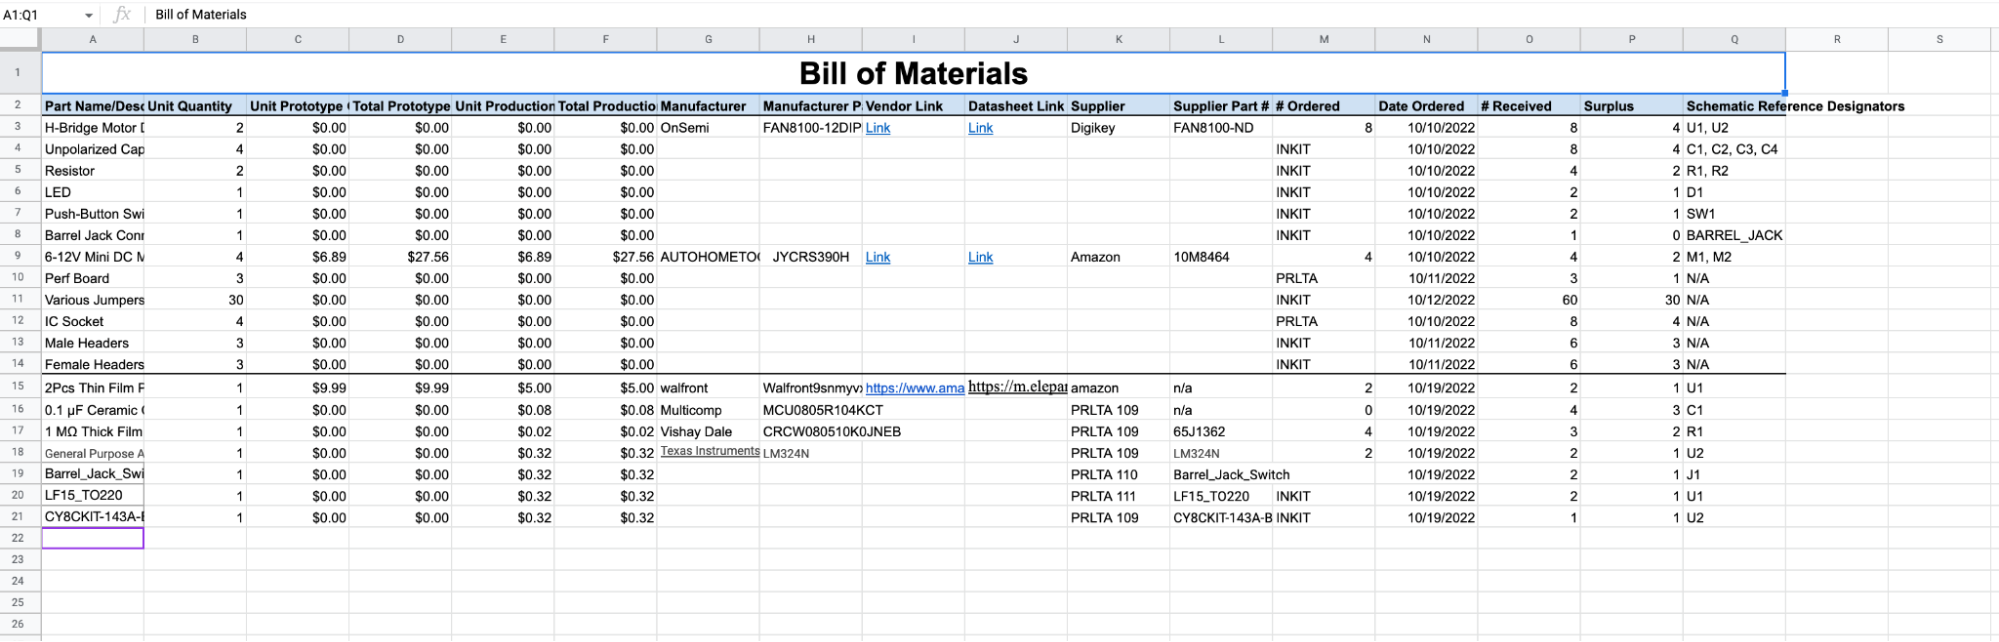 A1:Q1 fx Bill of Materials
A B C D E F G H I J K L M N O P Q R S
1 Bill of Materials
2 Part Name/Desc Unit Quantity Unit Prototype Total Prototype Unit Production Total Productio Manufacturer Manufacturer P Vendor Link Datasheet Link Supplier Supplier Part # # Ordered Date Ordered # Received Surplus Schematic Reference Designators
3 H-Bridge Motor D 2 $0.00 $0.00 $0.00 $0.00 OnSemi FAN8100-12DIP Link Link Digikey FAN8100-ND 8 10/10/2022 8 4 U1, U2
4 Unpolarized Cap 4 $0.00 $0.00 $0.00 $0.00 INKIT 10/10/2022 8 4 C1, C2, C3, C4
5 Resistor 2 $0.00 $0.00 $0.00 $0.00 INKIT 10/10/2022 4 2 R1, R2
6 LED 1 $0.00 $0.00 $0.00 $0.00 INKIT 10/10/2022 2 1 D1
7 Push-Button Swi 1 $0.00 $0.00 $0.00 $0.00 INKIT 10/10/2022 2 1 SW1
8 Barrel Jack Conn 1 $0.00 $0.00 $0.00 $0.00 INKIT 10/10/2022 1 0 BARREL_JACK
9 6-12V Mini DC M 4 $6.89 $27.56 $6.89 $27.56 AUTOHOMETO JYCRS390H Link Link Amazon 10M8464 4 10/10/2022 4 2 M1, M2
10 Perf Board 3 $0.00 $0.00 $0.00 $0.00 PRLTA 10/11/2022 3 1 N/A
11 Various Jumpers 30 $0.00 $0.00 $0.00 $0.00 INKIT 10/12/2022 60 30 N/A
12 IC Socket 4 $0.00 $0.00 $0.00 $0.00 PRLTA 10/10/2022 8 4 N/A
13 Male Headers 3 $0.00 $0.00 $0.00 $0.00 INKIT 10/11/2022 6 3 N/A
14 Female Headers 3 $0.00 $0.00 $0.00 $0.00 INKIT 10/11/2022 6 3 N/A
15 2Pcs Thin Film F 1 $9.99 $9.99 $5.00 $5.00 walfront Walfront9snmyv https://www.ama https://m.elepar amazon n/a 2 10/19/2022 2 1 U1
16 0.1 µF Ceramic 1 $0.00 $0.00 $0.08 $0.08 Multicomp MCU0805R104KCT PRLTA 109 n/a 0 10/19/2022 4 3 C1
17 1 MΩ Thick Film 1 $0.00 $0.00 $0.02 $0.02 Vishay Dale CRCW080510K0JNEB PRLTA 109 65J1362 4 10/19/2022 3 2 R1
18 General Purpose A 1 $0.00 $0.00 $0.32 $0.32 Texas Instruments LM324N PRLTA 109 LM324N 2 10/19/2022 2 1 U2
19 Barrel_Jack_Swi 1 $0.00 $0.00 $0.32 $0.32 PRLTA 110 Barrel_Jack_Switch 10/19/2022 2 1 J1
20 LF15_TO220 1 $0.00 $0.00 $0.32 $0.32 PRLTA 111 LF15_TO220 INKIT 10/19/2022 2 1 U1
21 CY8CKIT-143A-B 1 $0.00 $0.00 $0.32 $0.32 PRLTA 109 CY8CKIT-143A-B INKIT 10/19/2022 1 1 U2
22
23
24
25
26